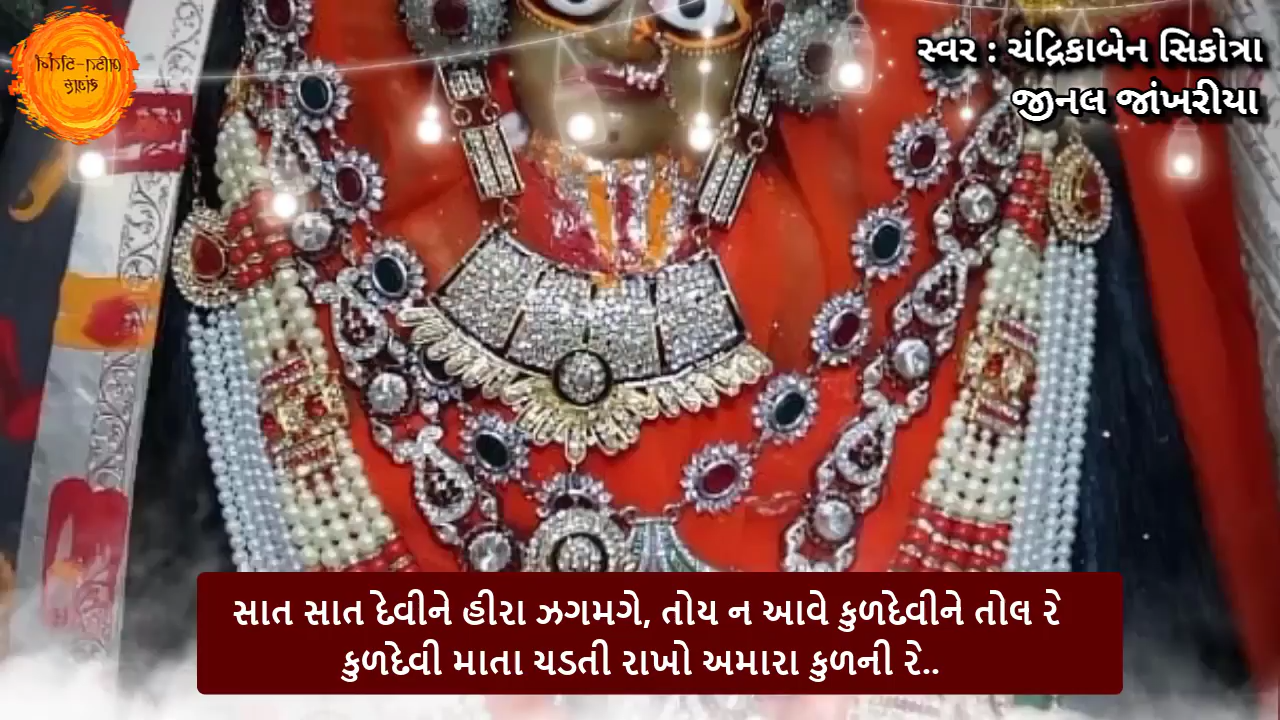 સ્વર : ચંદ્રિકાબેન સિકોત્રા
જીનલ જાંખરીયા
સાત સાત દેવીને હીરા ઝગમગે, તોય ન આવે કુળદેવીને તોલ રે
કુળદેવી માતા ચડતી રાખો અમારા કુળની રે..